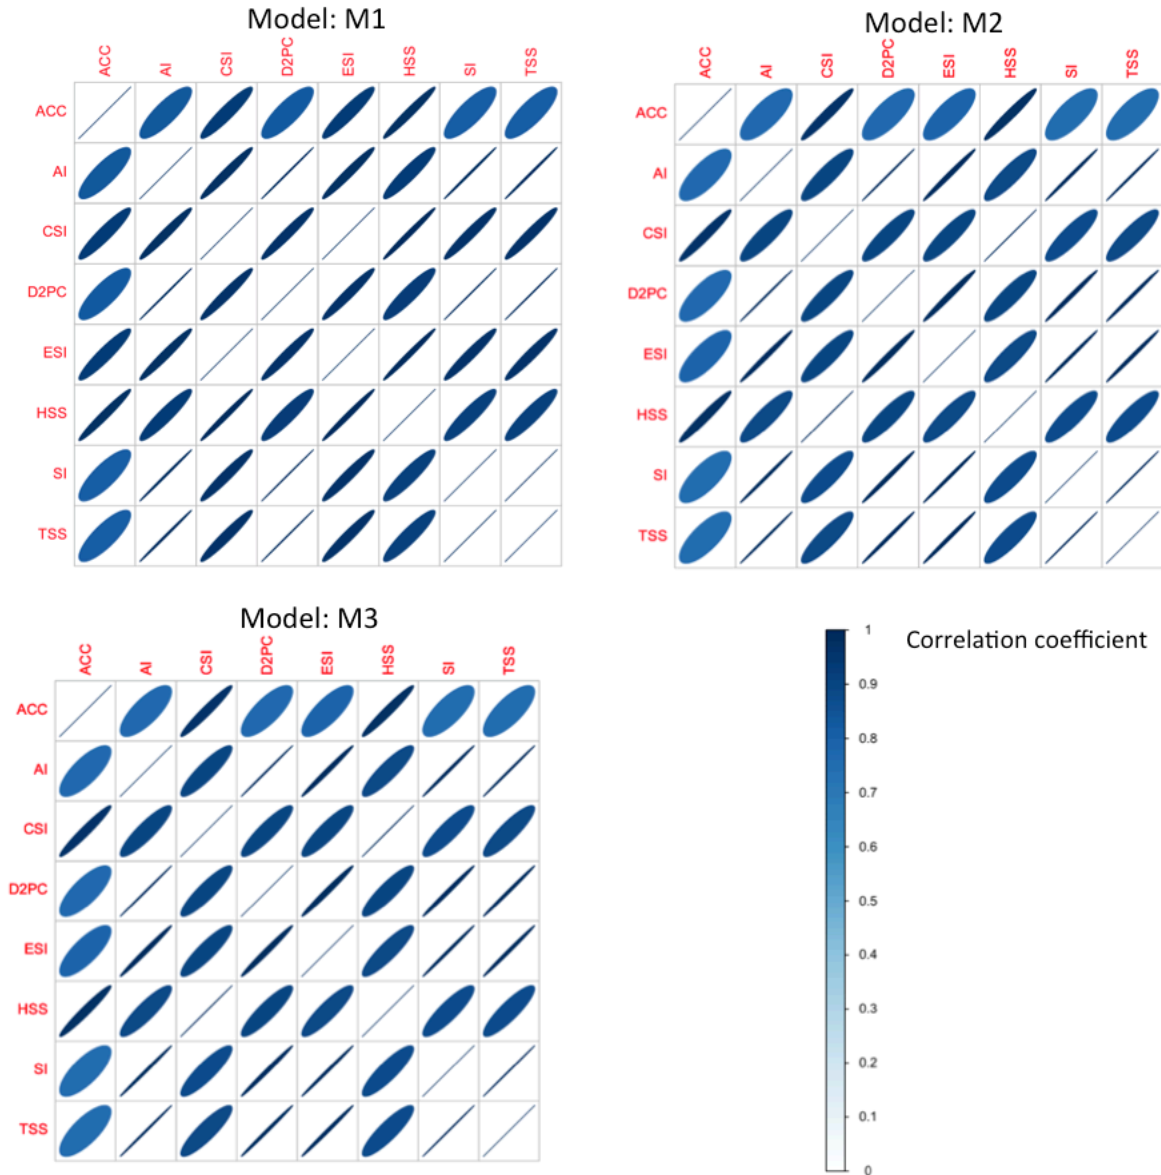 Model: M1
ACC AI CSI D2PC ESI HSS SI TSS
ACC
AI
CSI
D2PC
ESI
HSS
SI
TSS
Model: M2
ACC AI CSI D2PC ESI HSS SI TSS
ACC
AI
CSI
D2PC
ESI
HSS
SI
TSS
Model: M3
ACC AI CSI D2PC ESI HSS SI TSS
ACC
AI
CSI
D2PC
ESI
HSS
SI
TSS
Correlation coefficient
1
0.9
0.8
0.7
0.6
0.5
0.4
0.3
0.2
0.1
0